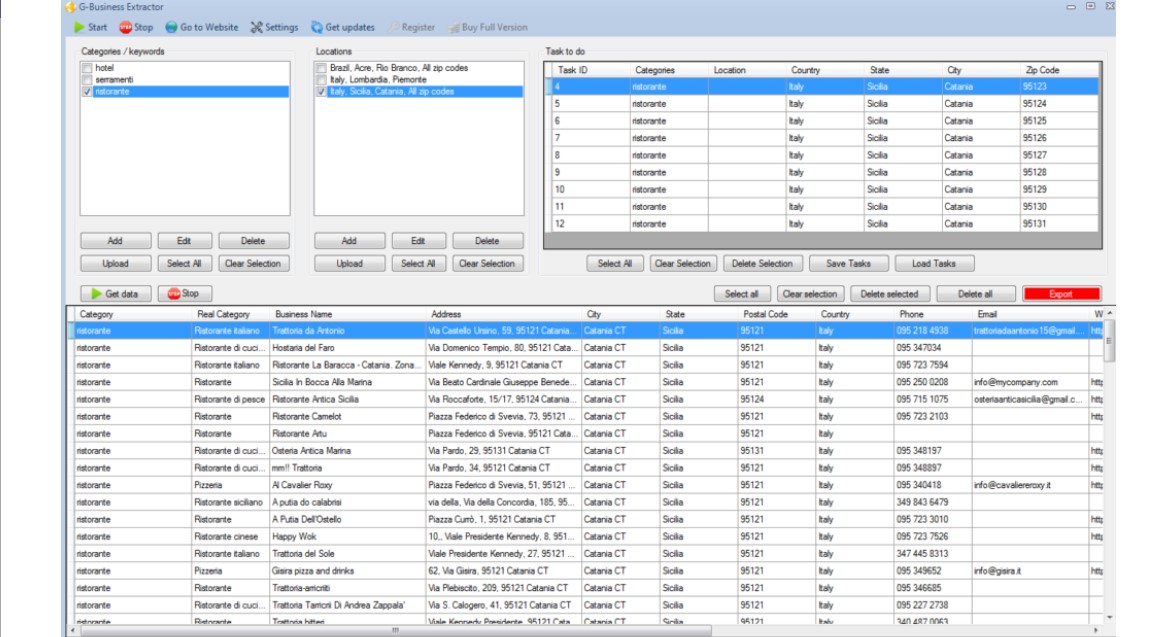 G-Business Extractor
Start Stop Go to Website Settings Get updates Register Buy Full Version
Categories / keywords Locations Task to do
hotel
serramenti
ristorante
Brazil, Acre, Rio Branco, All zip codes
Italy, Lombardia, Piemonte
Italy, Sicilia, Catania, All zip codes
Task ID Categories Location Country State City Zip Code
4 ristorante Italy Sicilia Catania 95123
5 ristorante Italy Sicilia Catania 95124
6 ristorante Italy Sicilia Catania 95125
7 ristorante Italy Sicilia Catania 95126
8 ristorante Italy Sicilia Catania 95127
9 ristorante Italy Sicilia Catania 95128
10 ristorante Italy Sicilia Catania 95129
11 ristorante Italy Sicilia Catania 95130
12 ristorante Italy Sicilia Catania 95131
Add Edit Delete Add Edit Delete
Upload Select All Clear Selection Upload Select All Clear Selection Select All Clear Selection Delete Selection Save Tasks Load Tasks
Get data Stop Select all Clear selection Delete selected Delete all Export
Category Real Category Business Name Address City State Postal Code Country Phone Email W
ristorante Ristorante italiano Trattoria da Antonio Via Castello Ursino, 59, 95121 Catania... Catania CT Sicilia 95121 Italy 095 218 4938 trattoriadaantonio15@gmail.... http
ristorante Ristorante di cuci... Hostaria del Faro Via Domenico Tempio, 80, 95121 Cata... Catania CT Sicilia 95121 Italy 095 347034
ristorante Ristorante italiano Ristorante La Baracca - Catania. Zona... Viale Kennedy, 9, 95121 Catania CT Catania CT Sicilia 95121 Italy 095 723 7594
ristorante Ristorante Sicilia In Bocca Alla Marina Via Beato Cardinale Giuseppe Benede... Catania CT Sicilia 95121 Italy 095 250 0208 info@mycompany.com http
ristorante Ristorante di pesce Ristorante Antica Sicilia Via Roccaforte, 15/17, 95124 Catania... Catania CT Sicilia 95124 Italy 095 715 1075 osteriaanticasicilia@gmail.c... http
ristorante Ristorante Ristorante Camelot Piazza Federico di Svevia, 73, 95121 ... Catania CT Sicilia 95121 Italy 095 723 2103 http
ristorante Ristorante Ristorante Artu Piazza Federico di Svevia, 95121 Cata... Catania CT Sicilia 95121 Italy
ristorante Ristorante di cuci... Osteria Antica Marina Via Pardo, 29, 95131 Catania CT Catania CT Sicilia 95131 Italy 095 348197 http
ristorante Ristorante di cuci... mm!! Trattoria Via Pardo, 34, 95121 Catania CT Catania CT Sicilia 95121 Italy 095 348897 http
ristorante Pizzeria Al Cavalier Roxy Piazza Federico di Svevia, 51, 95121 ... Catania CT Sicilia 95121 Italy 095 340418 info@cavaliereroxy.it http
ristorante Ristorante siciliano A putia do calabrisi via della, Via della Concordia, 185, 95... Catania CT Sicilia 95121 Italy 349 843 6479
ristorante Ristorante A Putia Dell'Ostello Piazza Currò, 1, 95121 Catania CT Catania CT Sicilia 95121 Italy 095 723 3010 http
ristorante Ristorante cinese Happy Wok 10,, Viale Presidente Kennedy, 8, 951... Catania CT Sicilia 95121 Italy 095 723 7526 http
ristorante Ristorante italiano Trattoria del Sole Viale Presidente Kennedy, 27, 95121 ... Catania CT Sicilia 95121 Italy 347 445 8313
ristorante Pizzeria Gisira pizza and drinks 62, Via Gisira, 95121 Catania CT Catania CT Sicilia 95121 Italy 095 349652 info@gisira.it http
ristorante Ristorante Via Plebiscito, 209, 95121 Catania CT Catania CT Sicilia 95121 Italy 095 346685
ristorante Ristorante di cuci... Trattoria Tamorii Di Andrea Zappala' Via S. Calogero, 41, 95121 Catania CT Catania CT Sicilia 95121 Italy 095 227 2738
ristorante Ristorante Trattoria bitteri Viale Kennedy Presidente, 95121 Cata... Catania CT Sicilia 95121 Italy 340 487 0063